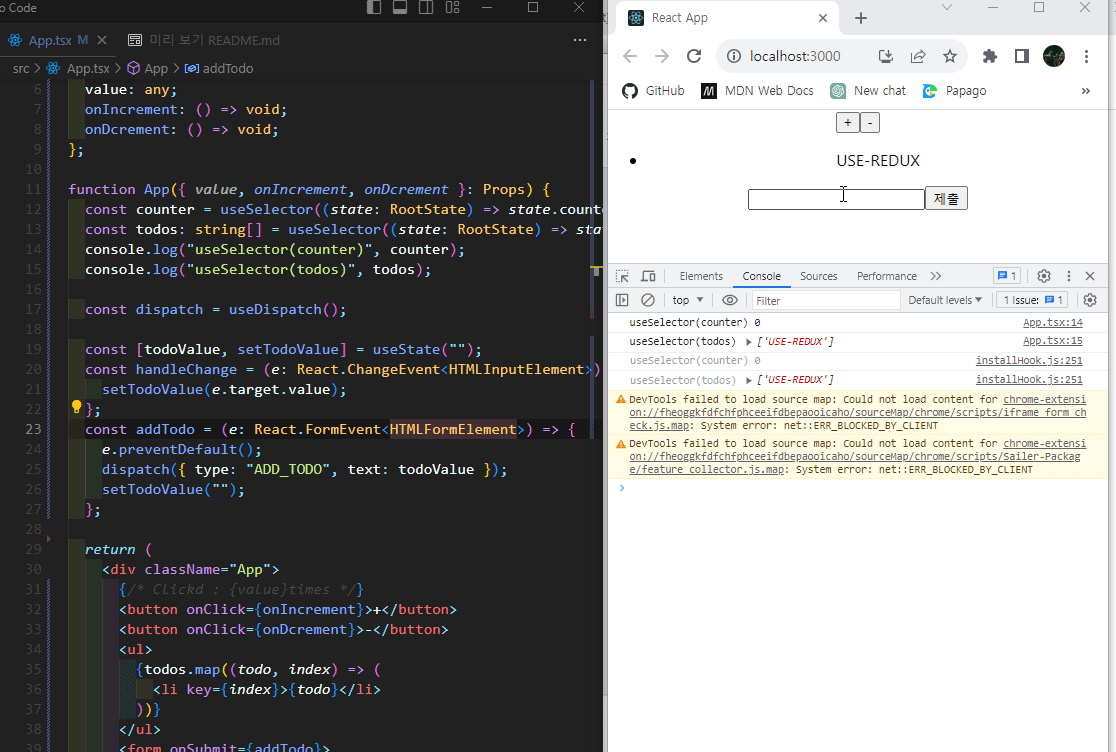 o Code
App.tsx M
미리 보기 README.md
src > App.tsx > App > addTodo
6 value: any;
7 onIncrement: () => void;
8 onDcrement: () => void;
9 };
10
11 function App({ value, onIncrement, onDcrement }: Props) {
12 const counter = useSelector((state: RootState) => state.counte
13 const todos: string[] = useSelector((state: RootState) => stat
14 console.log("useSelector(counter)", counter);
15 console.log("useSelector(todos)", todos);
16
17 const dispatch = useDispatch();
18
19 const [todoValue, setTodoValue] = useState("");
20 const handleChange = (e: React.ChangeEvent<HTMLInputElement>)
21 setTodoValue(e.target.value);
22 };
23 const addTodo = (e: React.FormEvent<HTMLFormElement>) => {
24 e.preventDefault();
25 dispatch({ type: "ADD_TODO", text: todoValue });
26 setTodoValue("");
27 };
28
29 return (
30 <div className="App">
31 {/* Clickd : {value}times */}
32 <button onClick={onIncrement}>+</button>
33 <button onClick={onDcrement}>-</button>
34 <ul>
35 {todos.map((todo, index) => (
36 <li key={index}>{todo}</li>
37 ))}
38 </ul>
39 <form onSubmit={addTodo}>
React App
localhost:3000
GitHub
MDN Web Docs
New chat
Papago
»
+ -
• USE-REDUX
제출
Elements Console Sources Performance » 1
top Filter Default levels 1 Issue: 1
useSelector(counter) 0 App.tsx:14
useSelector(todos) ▶ ['USE-REDUX'] App.tsx:15
useSelector(counter) 0 installHook.js:251
useSelector(todos) ▶ ['USE-REDUX'] installHook.js:251
DevTools failed to load source map: Could not load content for chrome-extensi
on://fheoggkfdfchfphceeifdbepaooicaho/sourceMap/chrome/scripts/iframe_form_ch
eck.js.map: System error: net::ERR_BLOCKED_BY_CLIENT
DevTools failed to load source map: Could not load content for chrome-extensi
on://fheoggkfdfchfphceeifdbepaooicaho/sourceMap/chrome/scripts/Sailer-Packag
e/feature_collector.js.map: System error: net::ERR_BLOCKED_BY_CLIENT
>